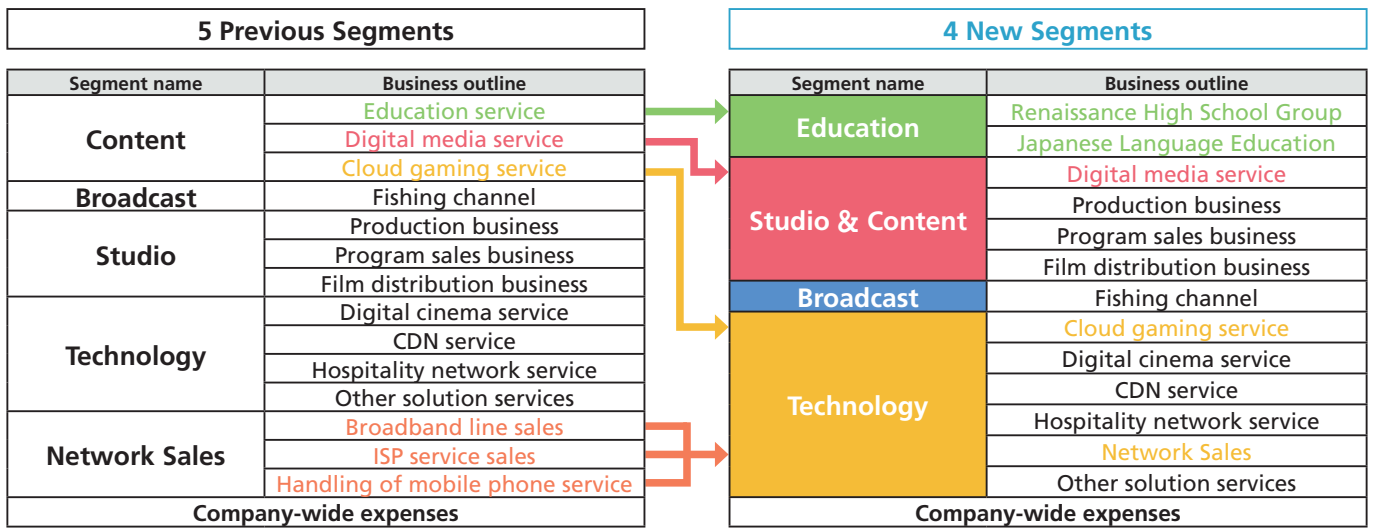 5 Previous Segments
Segment name Business outline
Content
Education service
Digital media service
Cloud gaming service
Broadcast
Fishing channel
Studio
Production business
Program sales business
Film distribution business
Technology
Digital cinema service
CDN service
Hospitality network service
Other solution services
Network Sales
Broadband line sales
ISP service sales
Handling of mobile phone service
Company-wide expenses
4 New Segments
Segment name Business outline
Education
Renaissance High School Group
Japanese Language Education
Studio & Content
Digital media service
Production business
Program sales business
Film distribution business
Broadcast
Fishing channel
Technology
Cloud gaming service
Digital cinema service
CDN service
Hospitality network service
Network Sales
Other solution services
Company-wide expenses